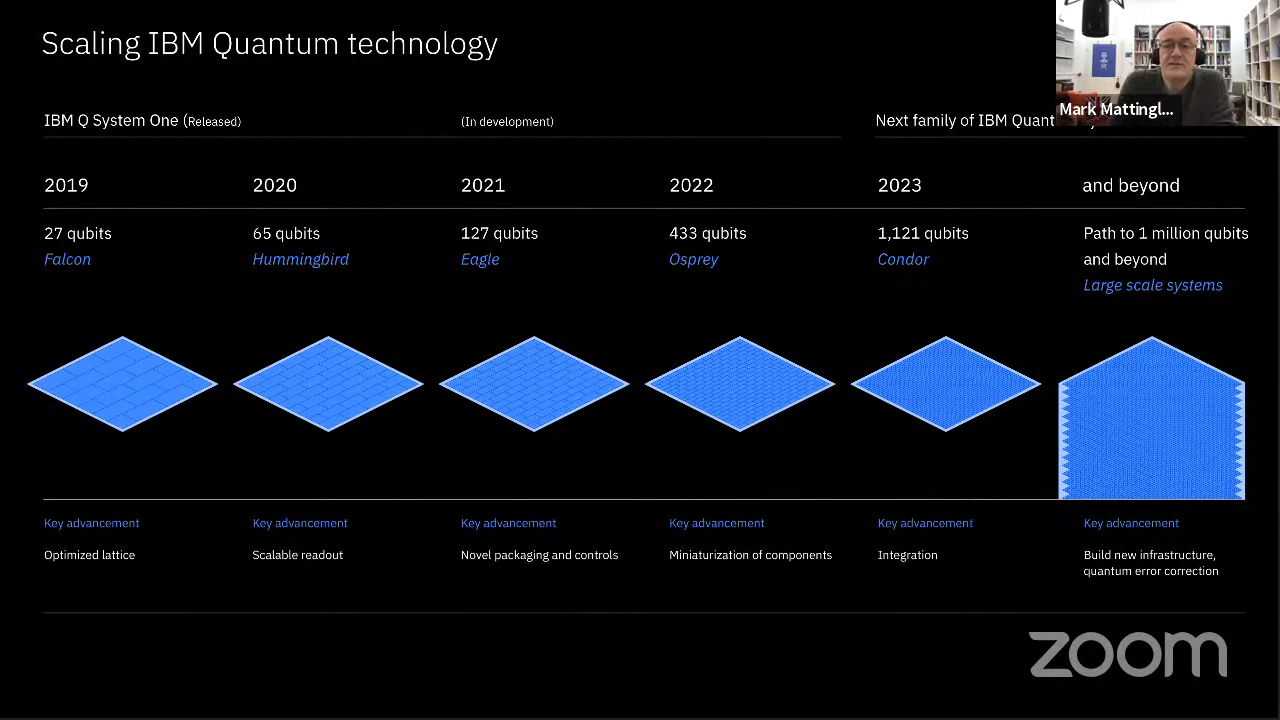 Scaling IBM Quantum technology
Mark Mattingl...
IBM Q System One (Released)
(In development)
Next family of IBM Quant
2019
2020
2021
2022
2023
and beyond
27 qubits
65 qubits
127 qubits
433 qubits
1,121 qubits
Path to 1 million qubits
and beyond
Falcon
Hummingbird
Eagle
Osprey
Condor
Large scale systems
Key advancement
Key advancement
Key advancement
Key advancement
Key advancement
Key advancement
Optimized lattice
Scalable readout
Novel packaging and controls
Miniaturization of components
Integration
Build new infrastructure,
quantum error correction
zoom